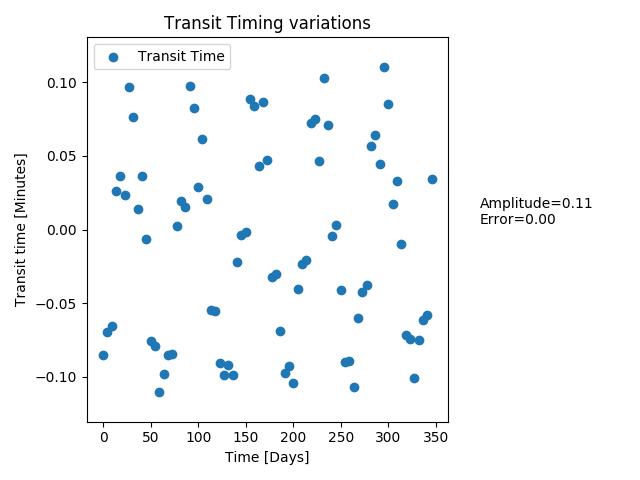 Transit Timing variations
Transit Time
0.10
0.05
0.00
−0.05
−0.10
Transit time [Minutes]
0 50 100 150 200 250 300 350
Time [Days]
Amplitude=0.11
Error=0.00